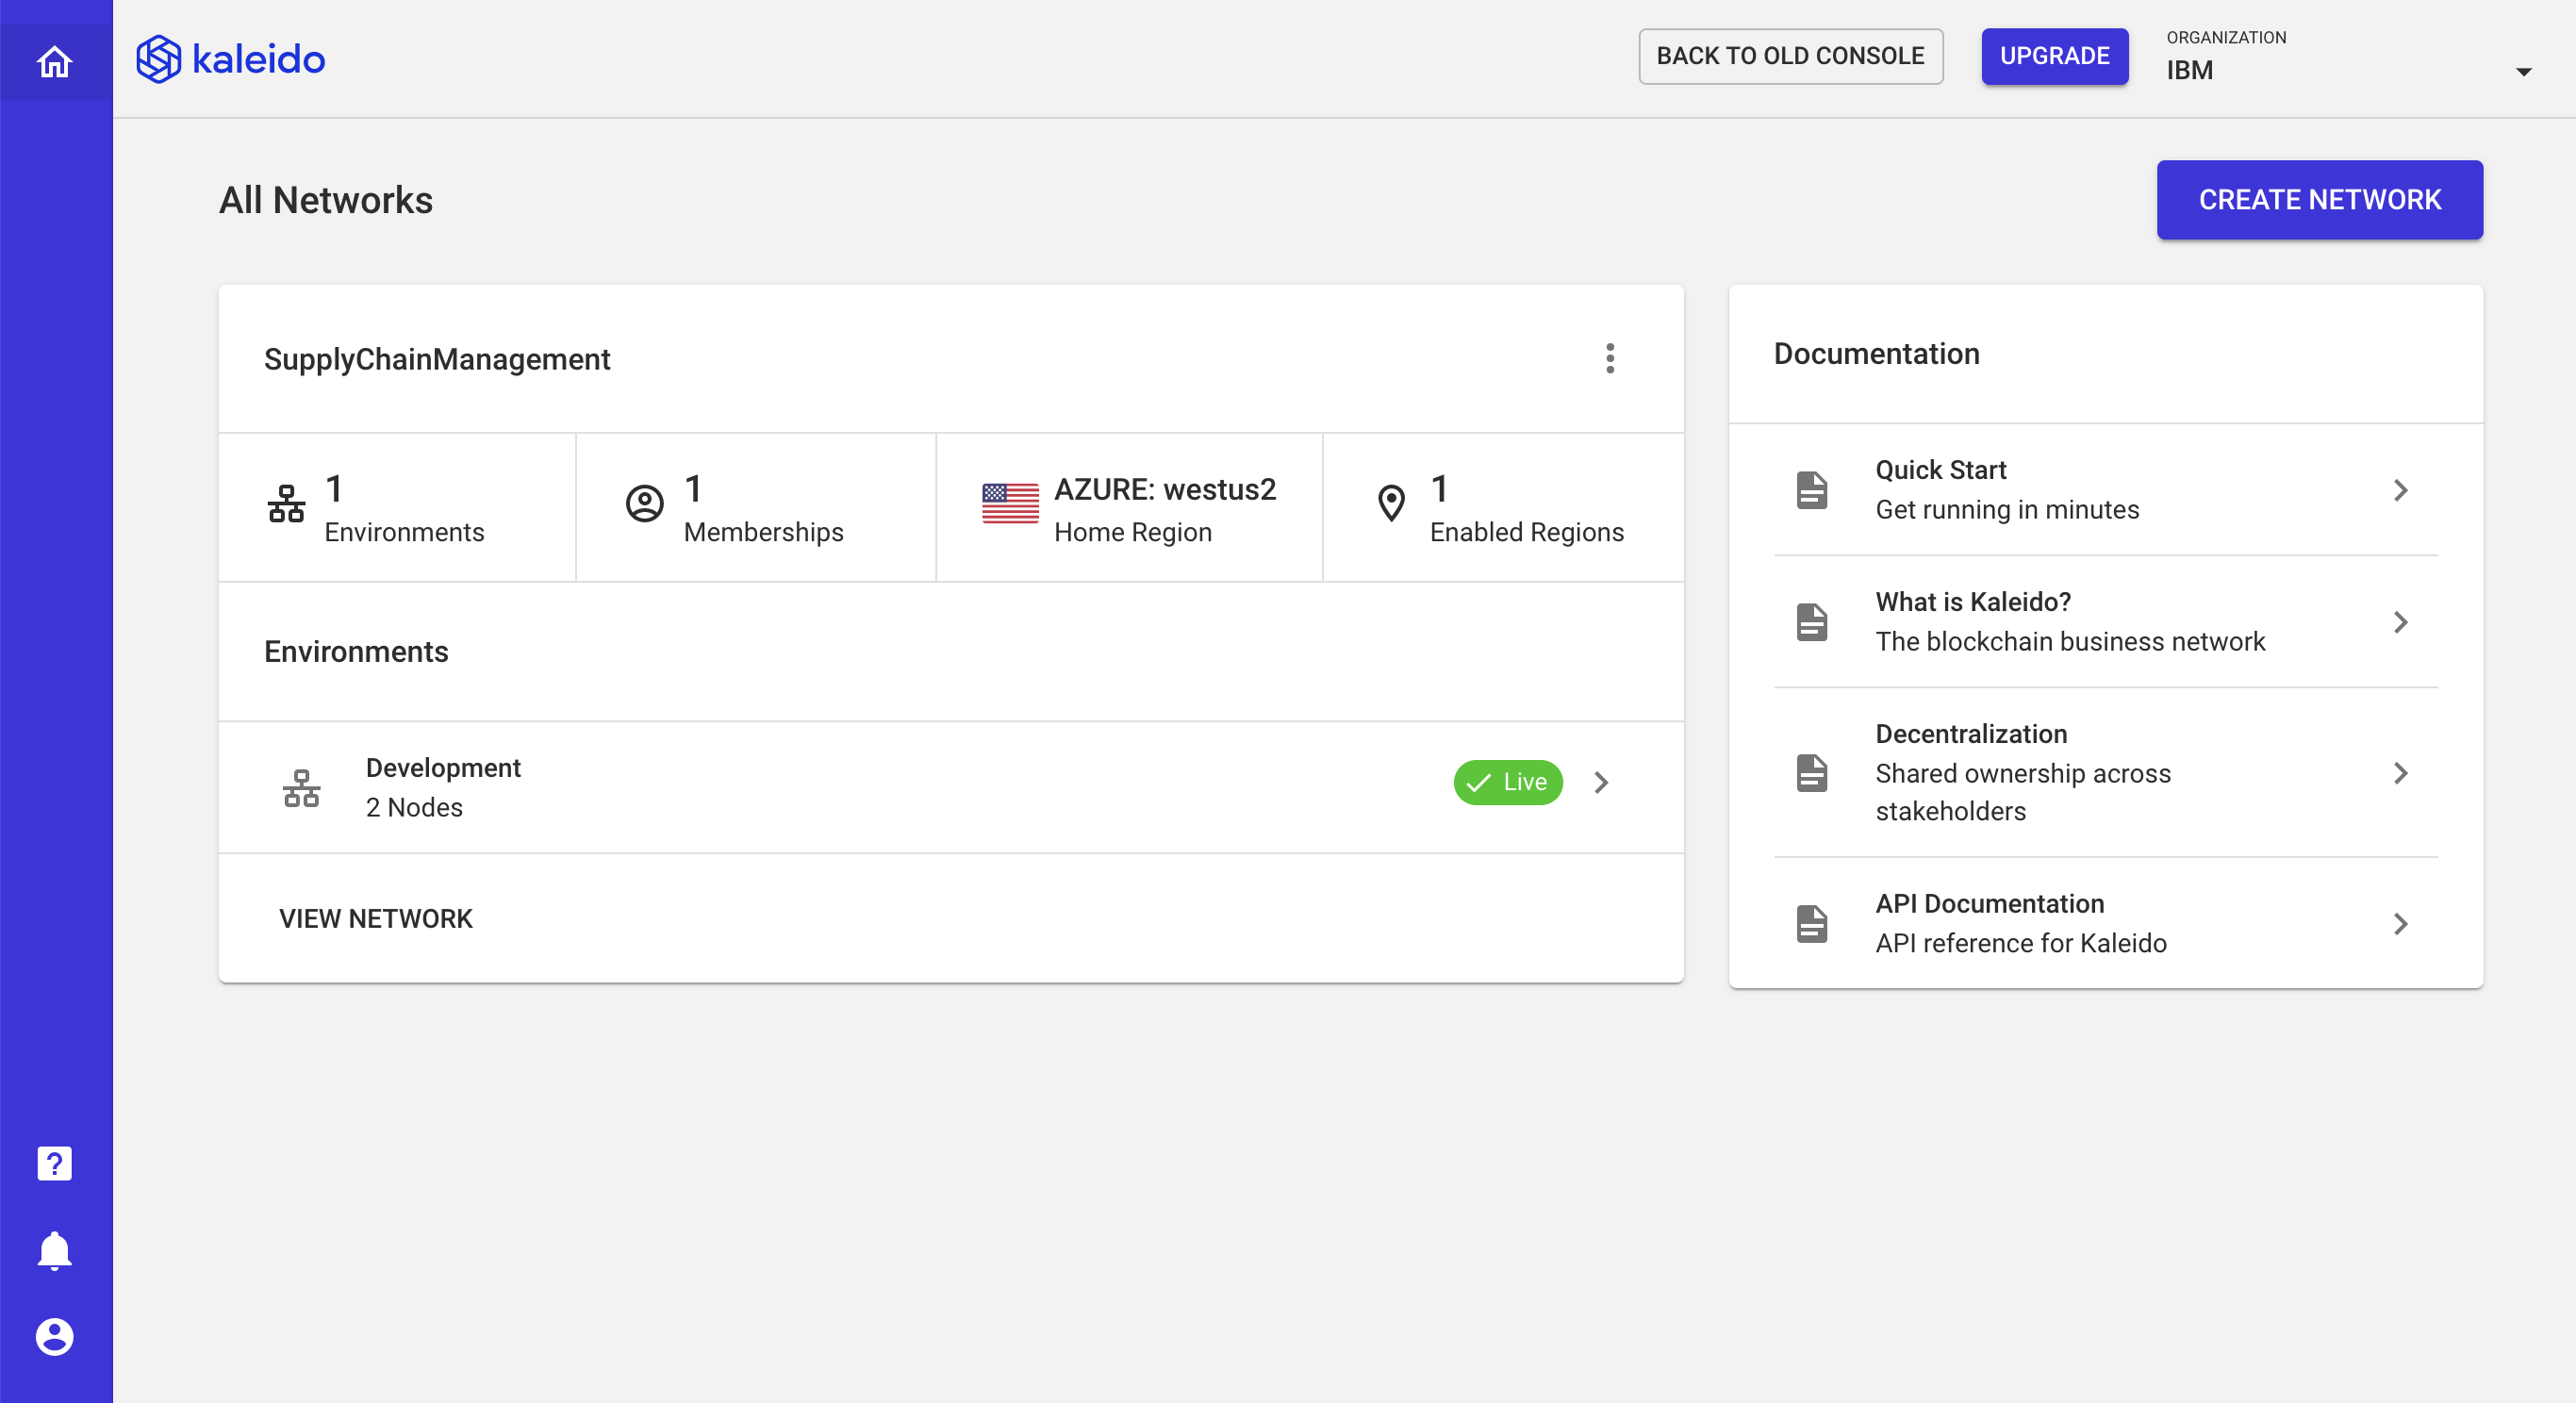 kaleido
BACK TO OLD CONSOLE
UPGRADE
ORGANIZATION
IBM
All Networks
CREATE NETWORK
SupplyChainManagement
1
Environments
1
Memberships
AZURE: westus2
Home Region
1
Enabled Regions
Environments
Development
2 Nodes
Live
VIEW NETWORK
Documentation
Quick Start
Get running in minutes
What is Kaleido?
The blockchain business network
Decentralization
Shared ownership across
stakeholders
API Documentation
API reference for Kaleido
?